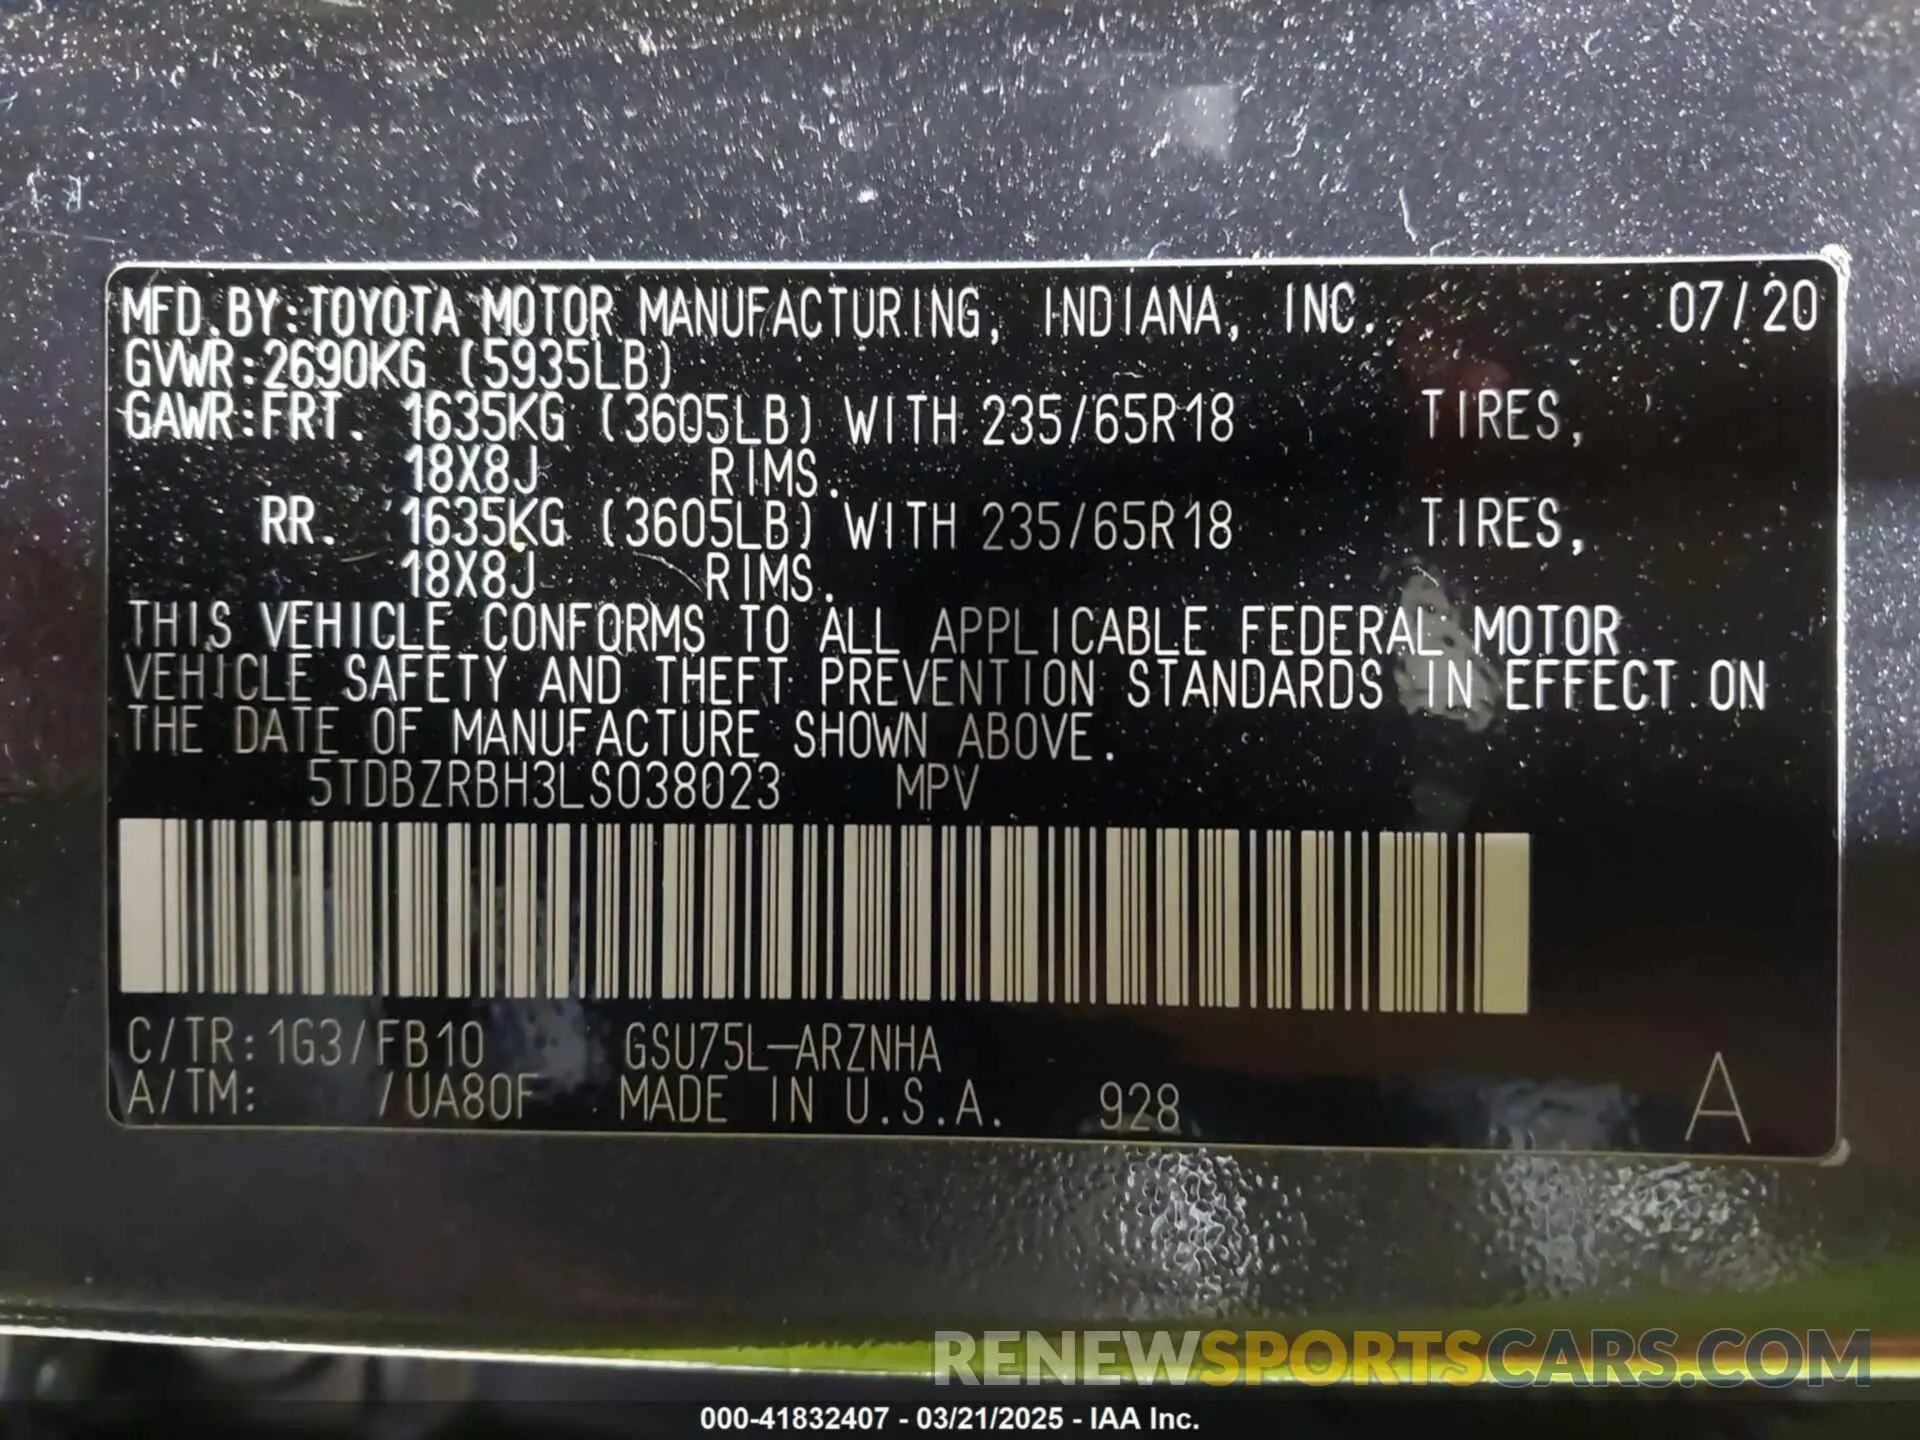 MFD.BY:TOYOTA MOTOR MANUFACTURING, INDIANA, INC. 07/20
GVWR:2690KG (5935LB)
GAWR:FRT. 1635KG (3605LB) WITH 235/65R18 TIRES,
18X8J RIMS.
RR. 1635KG (3605LB) WITH 235/65R18 TIRES,
18X8J RIMS.
THIS VEHICLE CONFORMS TO ALL APPLICABLE FEDERAL MOTOR
VEHICLE SAFETY AND THEFT PREVENTION STANDARDS IN EFFECT ON
THE DATE OF MANUFACTURE SHOWN ABOVE.
5TDBZRBH3LS038023 MPV
C/TR:1G3/FB10 GSU75L-ARZNHA
A/TM: /UA80F MADE IN U.S.A. 928 A
RENEWSPORTSCARS.COM
000-41832407 - 03/21/2025 - IAA Inc.